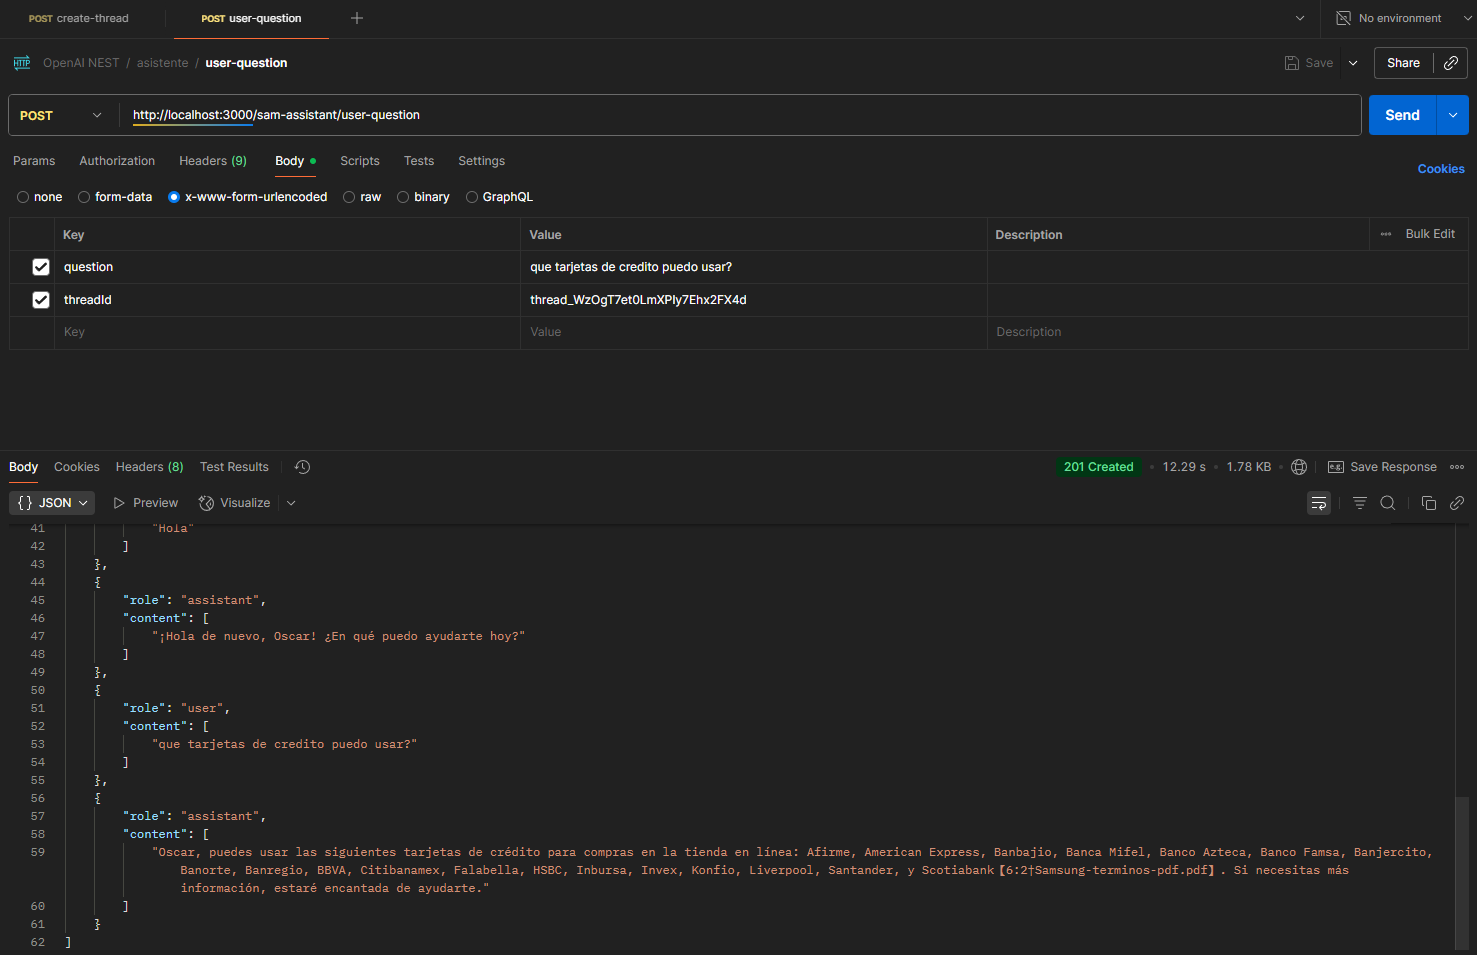 POST create-thread
POST user-question
No environment
HTTP OpenAI NEST / asistente / user-question
Save
Share
POST
http://localhost:3000/sam-assistant/user-question
Send
Params Authorization Headers (9) Body Scripts Tests Settings
Cookies
none form-data x-www-form-urlencoded raw binary GraphQL
Key Value Description Bulk Edit
question que tarjetas de credito puedo usar?
threadId thread_WzOgT7et0LmXPIy7Ehx2FX4d
Key Value Description
Body Cookies Headers (8) Test Results
201 Created 12.29 s 1.78 KB e.g. Save Response
{} JSON Preview Visualize
41 "Hola"
42 ]
43 },
44 {
45 "role": "assistant",
46 "content": [
47 "¡Hola de nuevo, Oscar! ¿En qué puedo ayudarte hoy?"
48 ]
49 },
50 {
51 "role": "user",
52 "content": [
53 "que tarjetas de credito puedo usar?"
54 ]
55 },
56 {
57 "role": "assistant",
58 "content": [
59 "Oscar, puedes usar las siguientes tarjetas de crédito para compras en la tienda en línea: Afirme, American Express, Banbajio, Banca Mifel, Banco Azteca, Banco Famsa, Banjercito,
Banorte, Banregio, BBVA, Citibanamex, Falabella, HSBC, Inbursa, Invex, Konfio, Liverpool, Santander, y Scotiabank【6:2†Samsung-terminos-pdf.pdf】. Si necesitas más
información, estaré encantada de ayudarte."
60 ]
61 }
62 ]